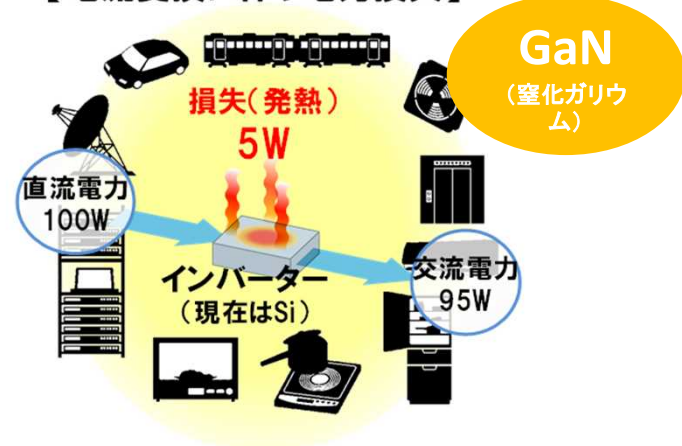 GaN
(窒化ガリウ
ム)
損失(発熱)
5W
直流電力
100W
インバーター
(現在はSi)
交流電力
95W